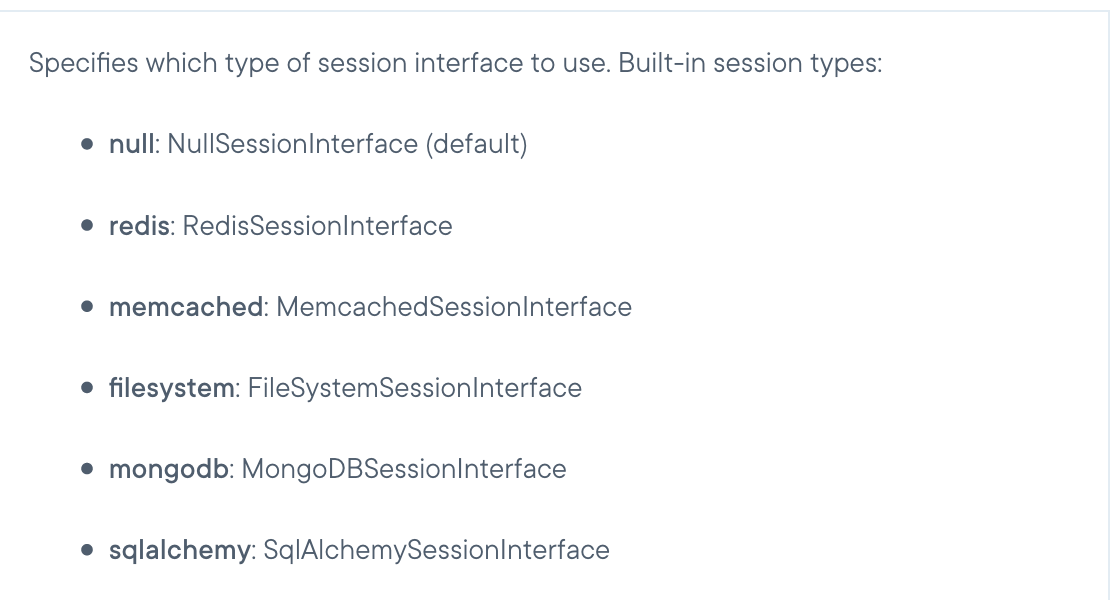 Specifies which type of session interface to use. Built-in session types:
• null: NullSessionInterface (default)
• redis: RedisSessionInterface
• memcached: MemcachedSessionInterface
• filesystem: FileSystemSessionInterface
• mongodb: MongoDBSessionInterface
• sqlalchemy: SqlAlchemySessionInterface